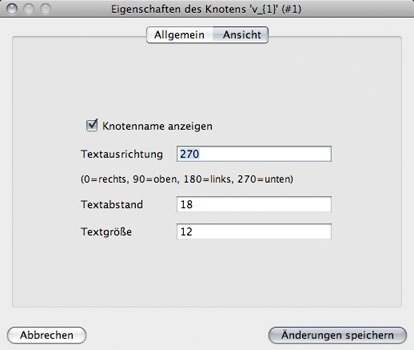 Eigenschaften des Knotens 'v_{1}' (#1)
Allgemein Ansicht
Knotenname anzeigen
Textausrichtung 270
(0=rechts, 90=oben, 180=links, 270=unten)
Textabstand 18
Textgröße 12
Abbrechen Änderungen speichern